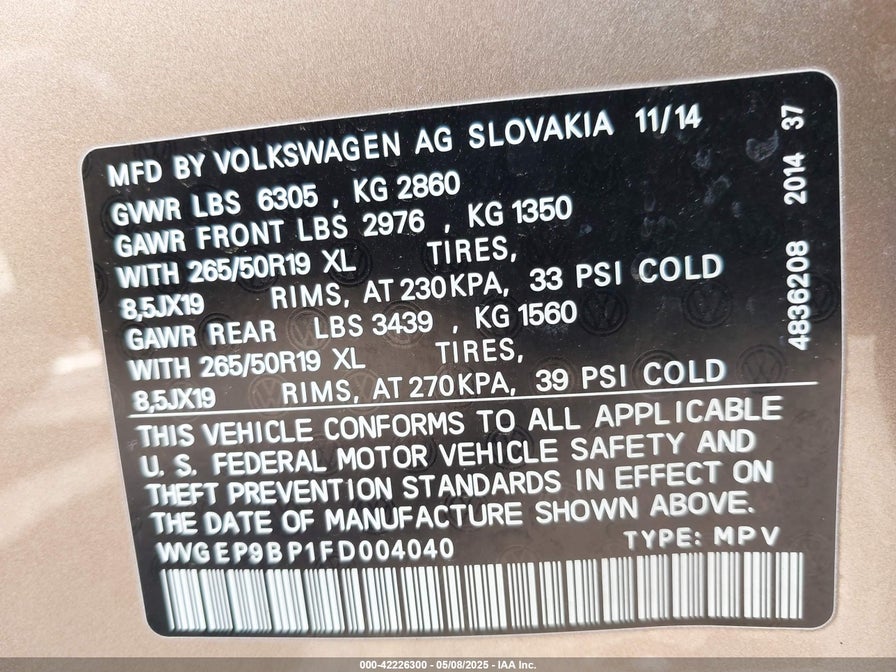 MFD BY VOLKSWAGEN AG SLOVAKIA 11/14
GVWR LBS 6305 , KG 2860
GAWR FRONT LBS 2976 , KG 1350
WITH 265/50R19 XL TIRES,
8,5JX19 RIMS, AT 230 KPA, 33 PSI COLD
GAWR REAR LBS 3439 , KG 1560
WITH 265/50R19 XL TIRES,
8,5JX19 RIMS, AT 270 KPA, 39 PSI COLD
THIS VEHICLE CONFORMS TO ALL APPLICABLE
U. S. FEDERAL MOTOR VEHICLE SAFETY AND
THEFT PREVENTION STANDARDS IN EFFECT ON
THE DATE OF MANUFACTURE SHOWN ABOVE.
WVGEP9BP1FD004040 TYPE: MPV
4836208 2014 37
000-42226300 - 05/08/2025 - IAA Inc.